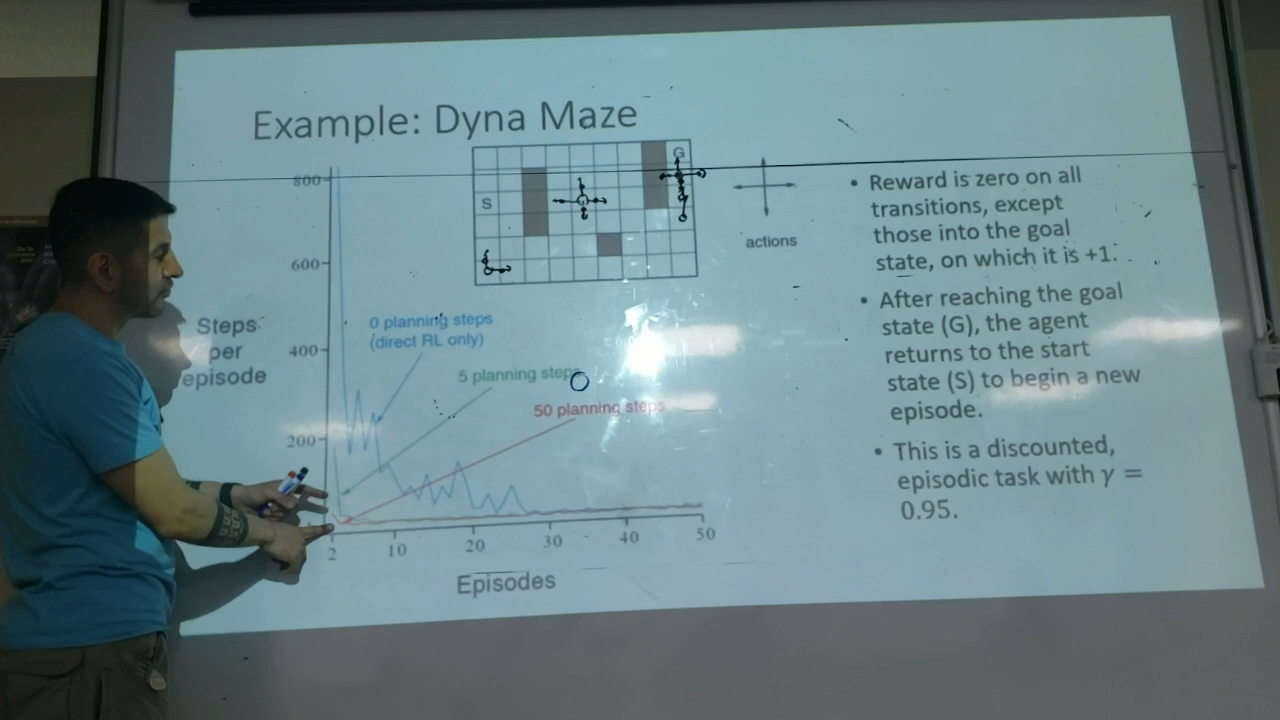 Example: Dyna Maze
800
600
400
200
Steps
per
episode
0 planning steps
(direct RL only)
5 planning steps
50 planning steps
2
10
20
30
40
50
Episodes
S
G
actions
• Reward is zero on all
transitions, except
those into the goal
state, on which it is +1.
• After reaching the goal
state (G), the agent
returns to the start
state (S) to begin a new
episode.
• This is a discounted,
episodic task with γ =
0.95.